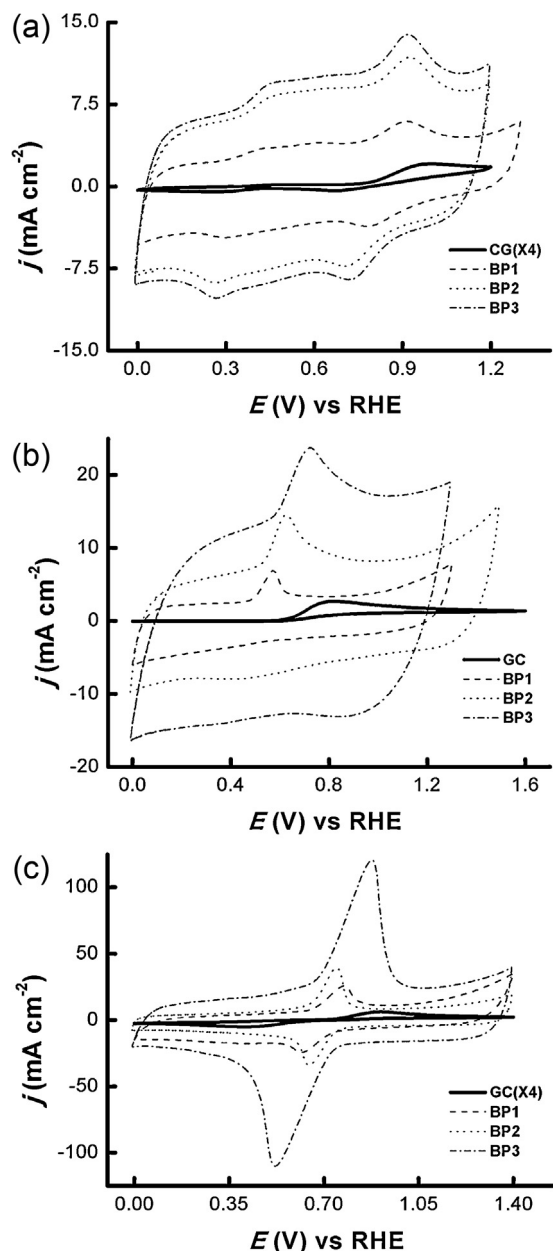 (a)
15.0
7.5
0.0
-7.5
-15.0
j (mA cm⁻²)
CG(X4)
BP1
BP2
BP3
0.0 0.3 0.6 0.9 1.2
E (V) vs RHE
(b)
20
10
0
-10
-20
j (mA cm⁻²)
GC
BP1
BP2
BP3
0.0 0.4 0.8 1.2 1.6
E (V) vs RHE
(c)
100
50
0
-50
-100
j (mA cm⁻²)
GC(X4)
BP1
BP2
BP3
0.00 0.35 0.70 1.05 1.40
E (V) vs RHE